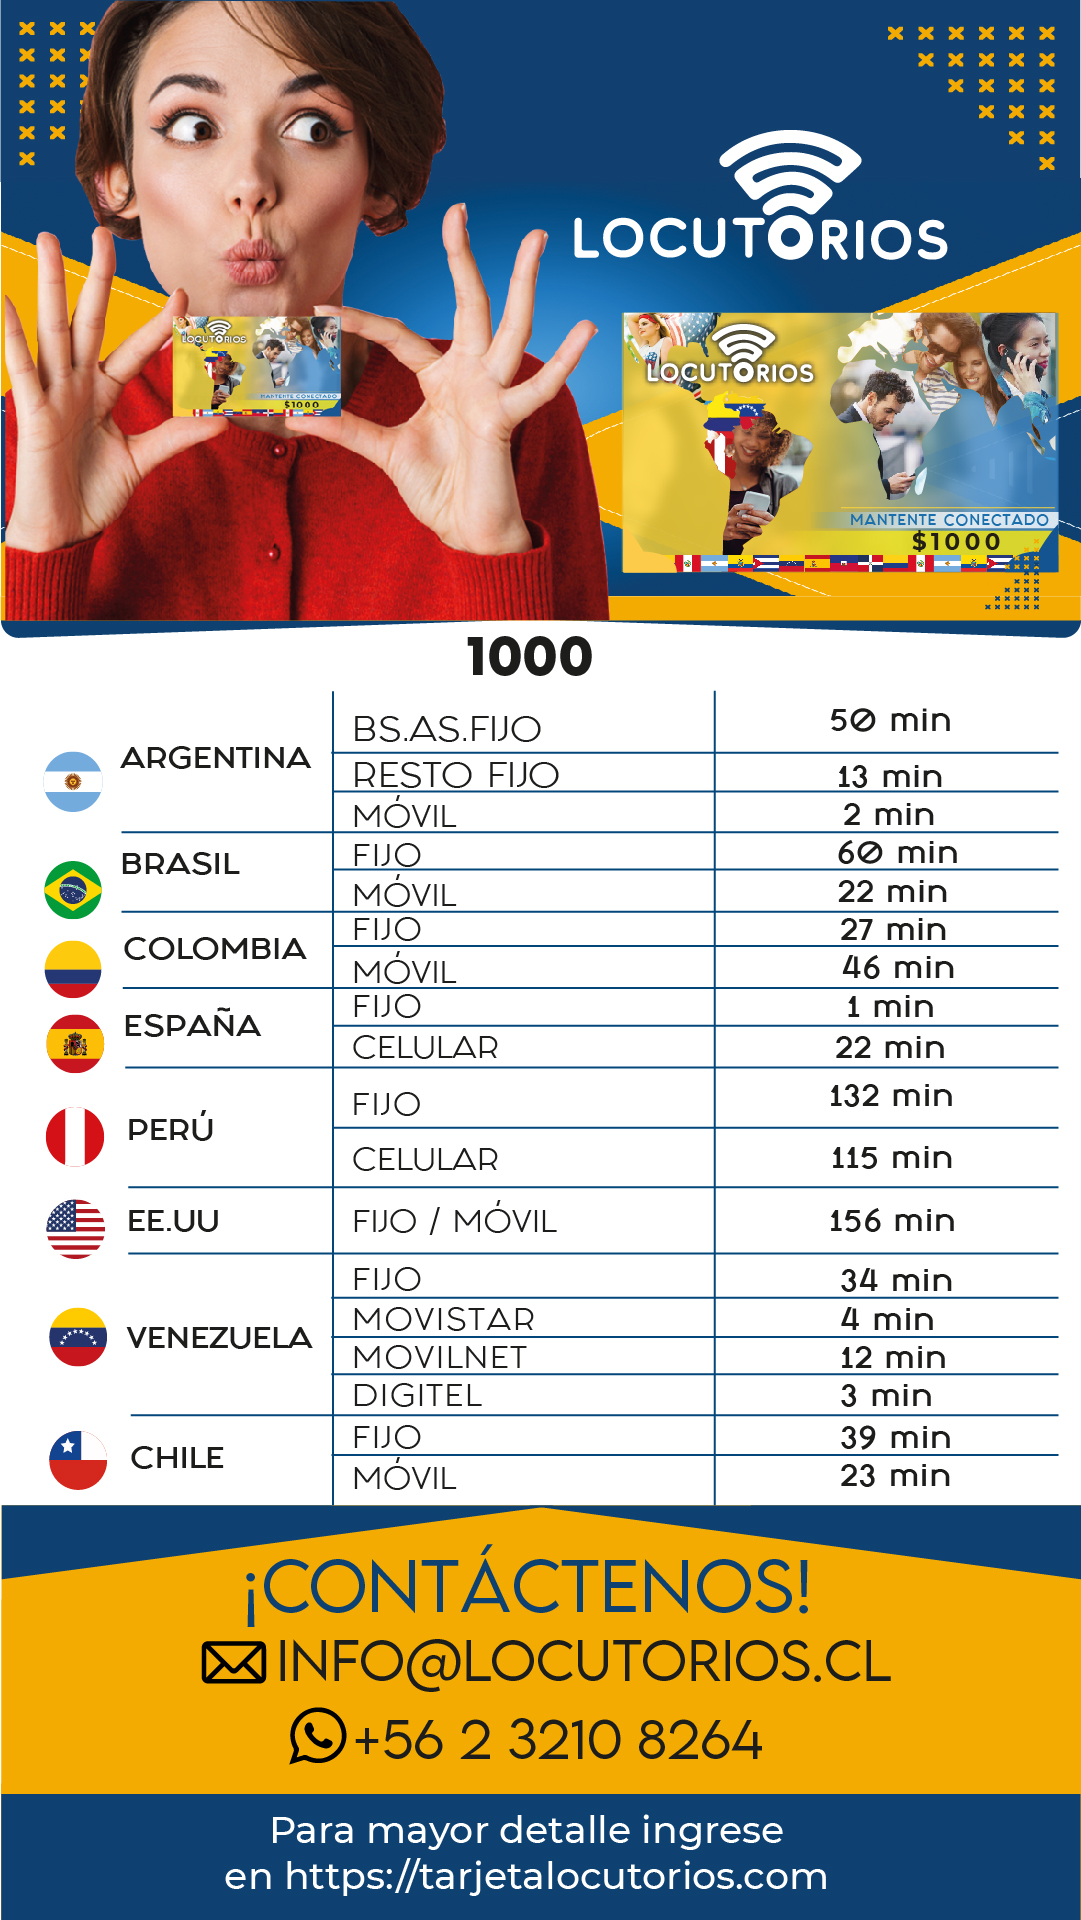 LOCUTORIOS
LOCUTORIOS
MANTENTE CONECTADO
$1000
LOCUTORIOS
MANTENTE CONECTADO
$1000
1000
ARGENTINA
BS.AS.FIJO 50 min
RESTO FIJO 13 min
MÓVIL 2 min
BRASIL
FIJO 60 min
MÓVIL 22 min
COLOMBIA
FIJO 27 min
MÓVIL 46 min
ESPAÑA
FIJO 1 min
CELULAR 22 min
PERÚ
FIJO 132 min
CELULAR 115 min
EE.UU FIJO / MÓVIL 156 min
VENEZUELA
FIJO 34 min
MOVISTAR 4 min
MOVILNET 12 min
DIGITEL 3 min
CHILE
FIJO 39 min
MÓVIL 23 min
¡CONTÁCTENOS!
INFO@LOCUTORIOS.CL
+56 2 3210 8264
Para mayor detalle ingrese
en https://tarjetalocutorios.com